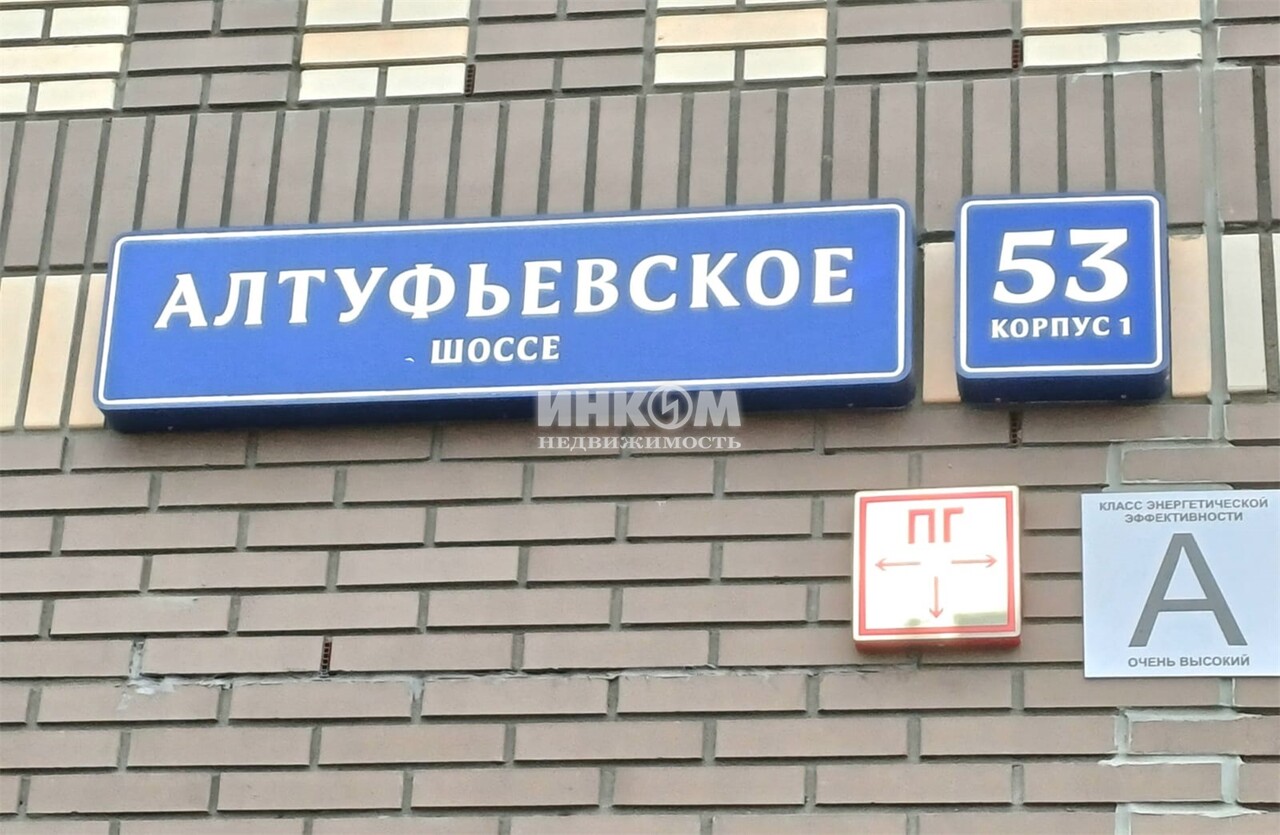 АЛТУФЬЕВСКОЕ
ШОССЕ
53
КОРПУС 1
ИНКОМ
НЕДВИЖИМОСТЬ
ПГ
КЛАСС ЭНЕРГЕТИЧЕСКОЙ
ЭФФЕКТИВНОСТИ
А
ОЧЕНЬ ВЫСОКИЙ